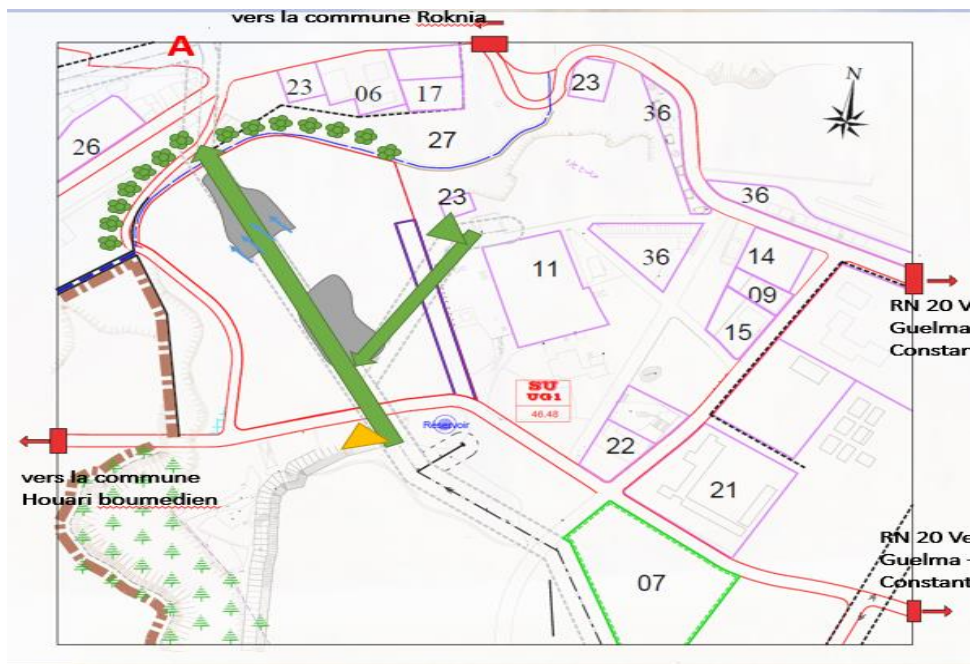 vers la commune Roknia
A
N
23
06
17
23
36
26
27
36
23
36
14
11
09
RN 20 Ve
Guelma
Constan
15
SU
UG1
46.48
Réservoir
22
vers la commune
Houari boumedien
21
RN 20 Ve
Guelma -
Constant
07